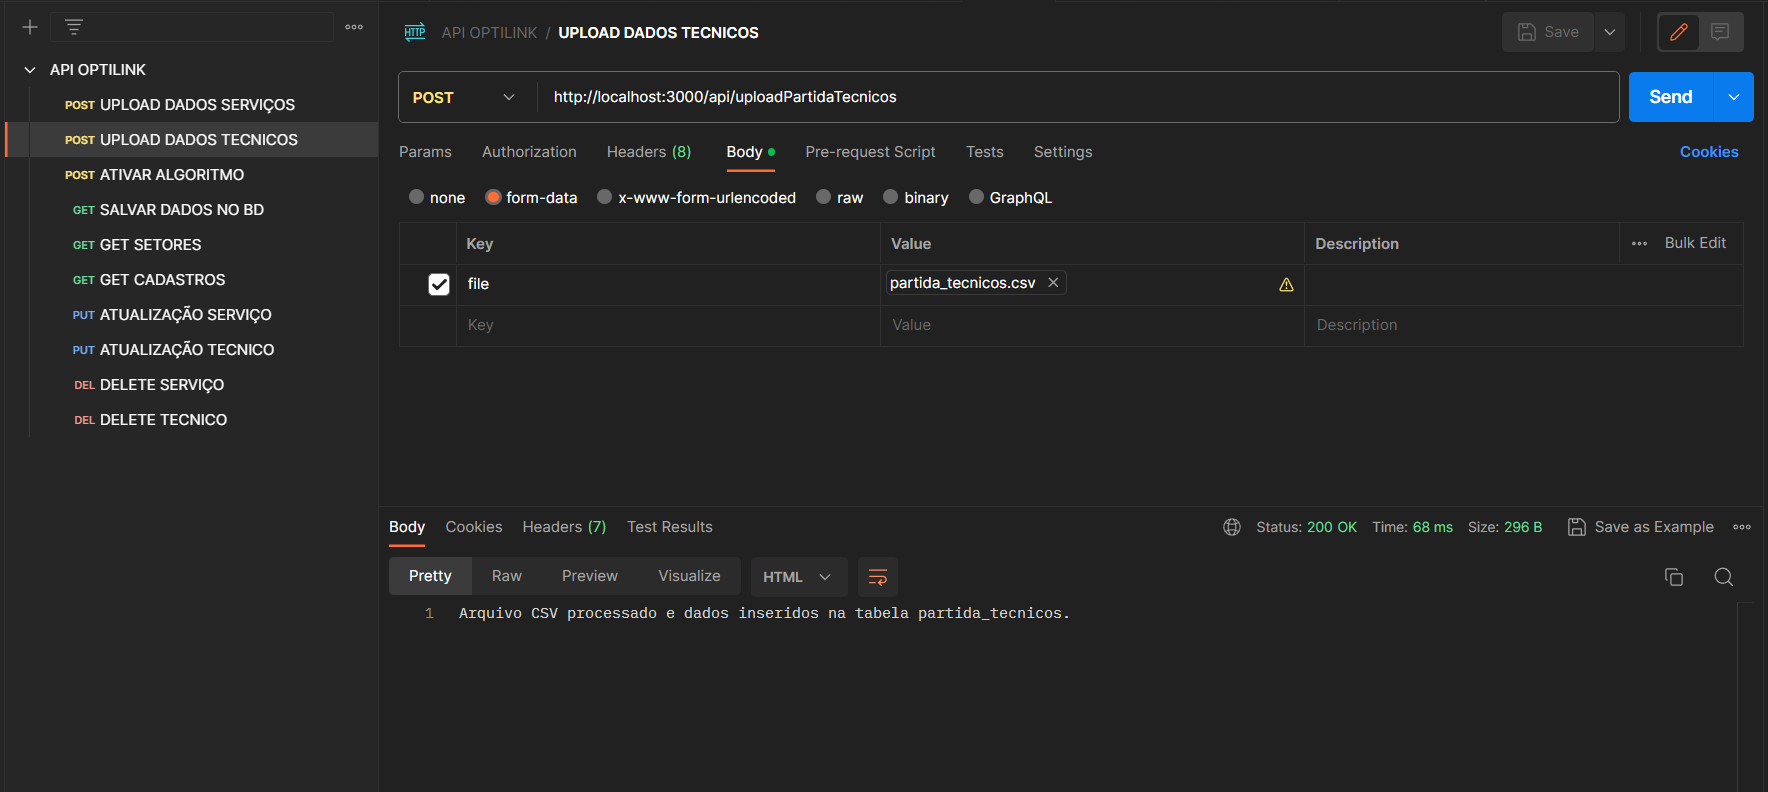 API OPTILINK
POST UPLOAD DADOS SERVIÇOS
POST UPLOAD DADOS TECNICOS
POST ATIVAR ALGORITMO
GET SALVAR DADOS NO BD
GET GET SETORES
GET GET CADASTROS
PUT ATUALIZAÇÃO SERVIÇO
PUT ATUALIZAÇÃO TECNICO
DEL DELETE SERVIÇO
DEL DELETE TECNICO
HTTP API OPTILINK / UPLOAD DADOS TECNICOS Save
POST http://localhost:3000/api/uploadPartidaTecnicos Send
Params Authorization Headers (8) Body Pre-request Script Tests Settings Cookies
none form-data x-www-form-urlencoded raw binary GraphQL
Key Value Description Bulk Edit
file partida_tecnicos.csv
Key Value Description
Body Cookies Headers (7) Test Results Status: 200 OK Time: 68 ms Size: 296 B Save as Example
Pretty Raw Preview Visualize HTML
1 Arquivo CSV processado e dados inseridos na tabela partida_tecnicos.